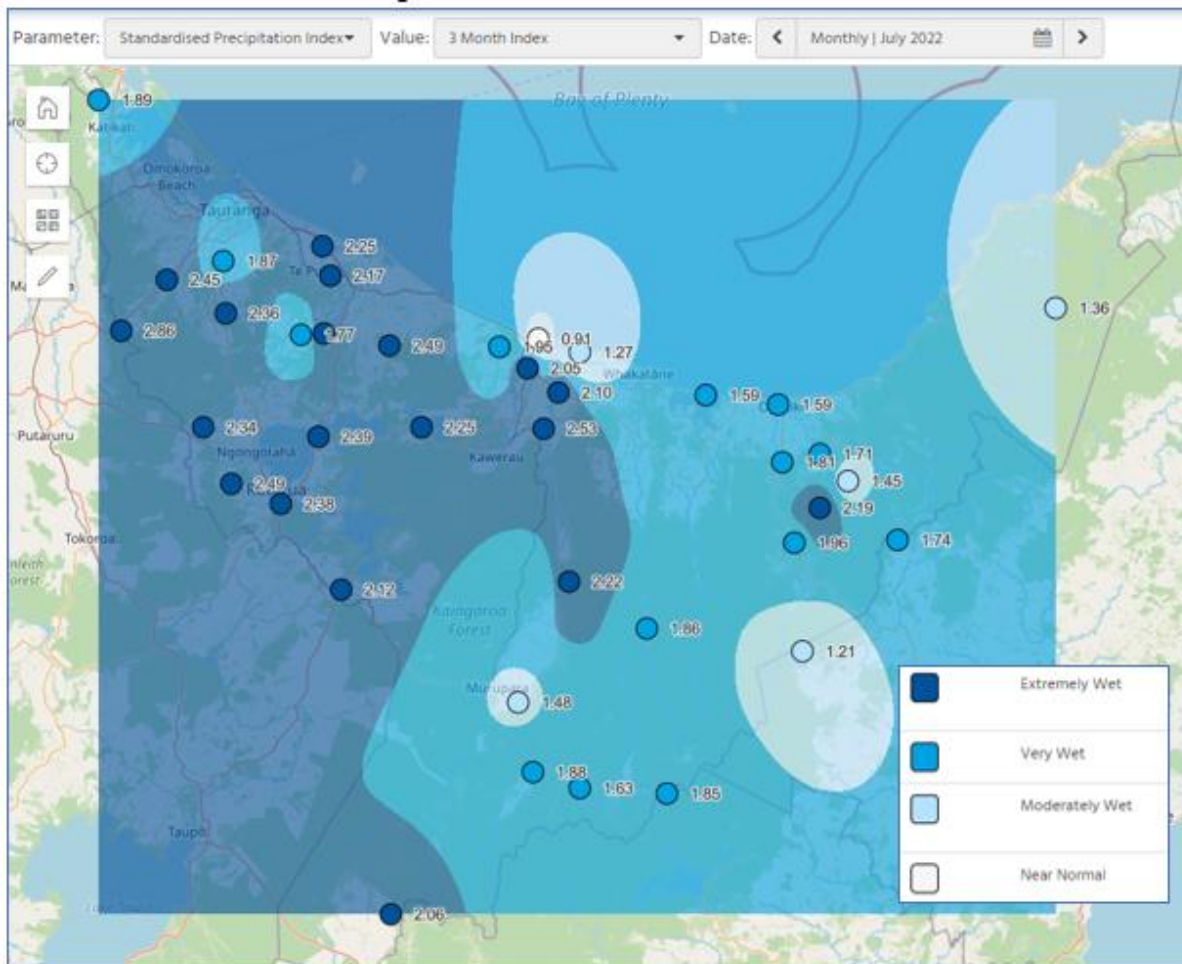 Parameter: Standardised Precipitation Index Value: 3 Month Index Date: Monthly | July 2022
Bay of Plenty
1.89
Katikati
Omokoroa
Beach
Tauranga
2.25
1.87
2.17
2.45
1.36
2.36
2.86
1.77
2.49
1.95
0.91
1.27
2.05
Whakatāne
2.10
1.59
1.59
2.34
2.39
2.25
2.53
Putaruru
Ngongotaha
Kawerau
1.71
1.81
1.45
2.49
2.38
2.19
Tokoroa
1.96
1.74
2.12
2.22
Kaingaroa
Forest
1.86
1.21
Murupara
1.48
Extremely Wet
Very Wet
1.88
1.63
1.85
Moderately Wet
Taupō
Near Normal
2.06